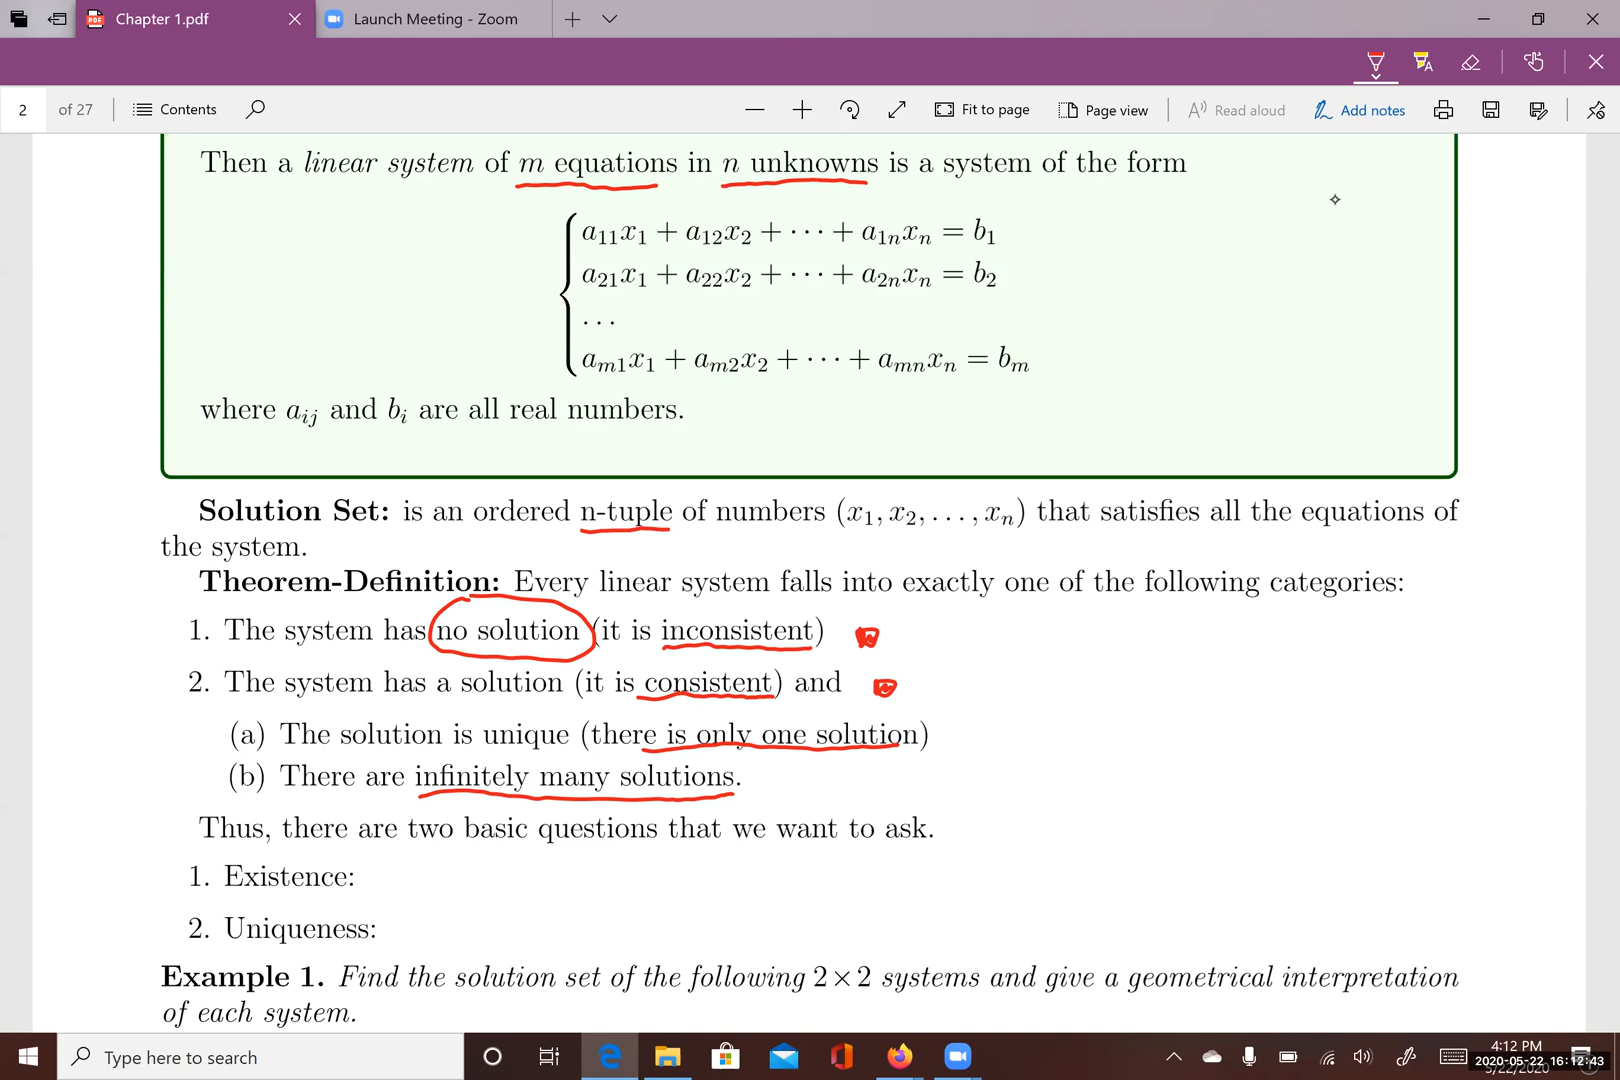 Chapter 1.pdf
Launch Meeting - Zoom
2 of 27 Contents Fit to page Page view Read aloud Add notes
Then a linear system of m equations in n unknowns is a system of the form
a₁₁x₁ + a₁₂x₂ + ⋯ + a₁ₙxₙ = b₁
a₂₁x₁ + a₂₂x₂ + ⋯ + a₂ₙxₙ = b₂
…
aₘ₁x₁ + aₘ₂x₂ + ⋯ + aₘₙxₙ = bₘ
where aᵢⱼ and bᵢ are all real numbers.
Solution Set: is an ordered n-tuple of numbers (x₁, x₂, …, xₙ) that satisfies all the equations of
the system.
Theorem-Definition: Every linear system falls into exactly one of the following categories:
1. The system has no solution (it is inconsistent)
2. The system has a solution (it is consistent) and
(a) The solution is unique (there is only one solution)
(b) There are infinitely many solutions.
Thus, there are two basic questions that we want to ask.
1. Existence:
2. Uniqueness:
Example 1. Find the solution set of the following 2×2 systems and give a geometrical interpretation
of each system.
Type here to search
4:12 PM
2020-05-22 16:12:43